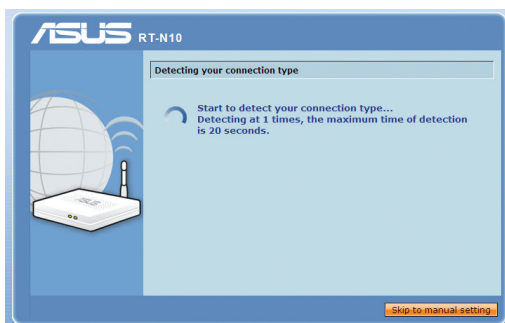 ASUS RT-N10
Detecting your connection type
Start to detect your connection type...
Detecting at 1 times, the maximum time of detection
is 20 seconds.
ASUS
Skip to manual setting